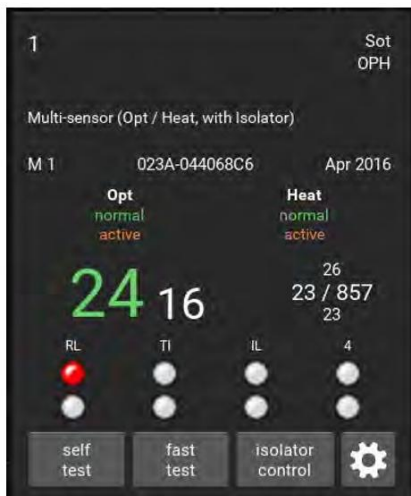 1 Sot
OPH
Multi-sensor (Opt / Heat, with Isolator)
M 1 023A-044068C6 Apr 2016
Opt Heat
normal normal
active active
26
24 16 23 / 857
23
RL TI IL 4
self test fast test isolator control